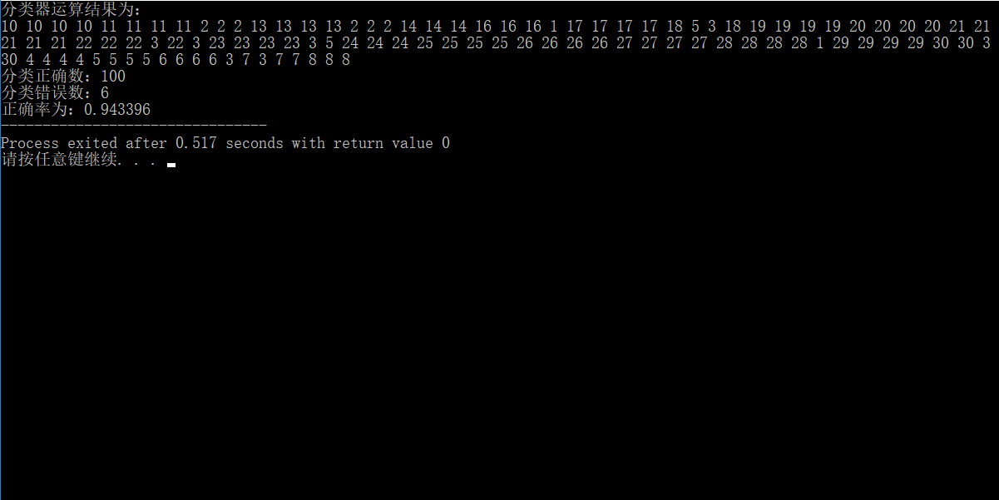 分类器运算结果为:
10 10 10 10 11 11 11 11 2 2 2 13 13 13 13 2 2 2 14 14 14 16 16 16 1 17 17 17 17 18 5 3 18 19 19 19 19 20 20 20 20 21 21
21 21 21 22 22 22 3 22 3 23 23 23 23 3 5 24 24 24 25 25 25 25 26 26 26 26 27 27 27 27 28 28 28 28 1 29 29 29 29 30 30 3
30 4 4 4 4 5 5 5 5 6 6 6 6 3 7 3 7 7 8 8 8
分类正确数：100
分类错误数：6
正确率为：0.943396
--------------------------------
Process exited after 0.517 seconds with return value 0
请按任意键继续. . .